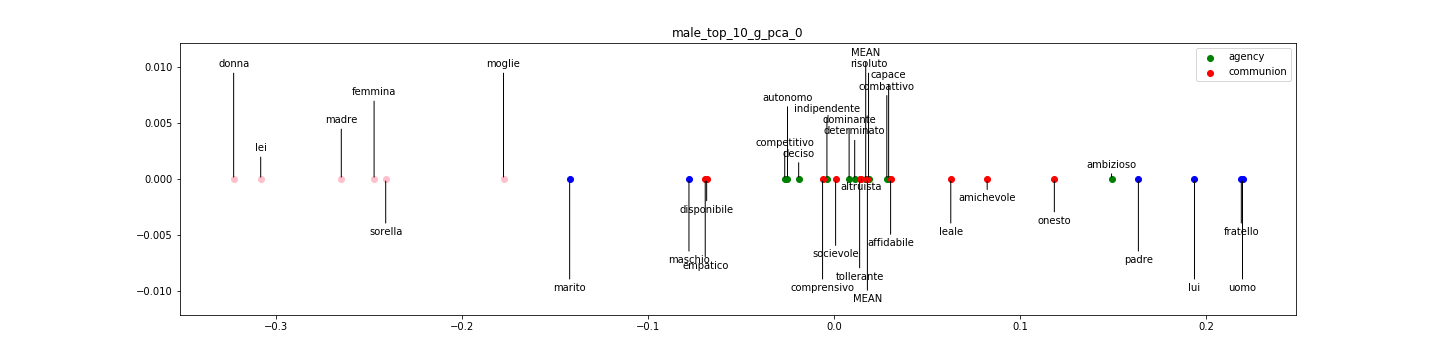 male_top_10_g_pca_0
agency
communion
donna
moglie
MEAN
risoluto
capace
combattivo
femmina
autonomo
indipendente
madre
dominante
determinato
lei
competitivo
deciso
ambizioso
altruista
disponibile
amichevole
sorella
onesto
leale
fratello
affidabile
socievole
maschio
empatico
padre
tollerante
marito
comprensivo
MEAN
lui
uomo
0.010
0.005
0.000
−0.005
−0.010
−0.3
−0.2
−0.1
0.0
0.1
0.2